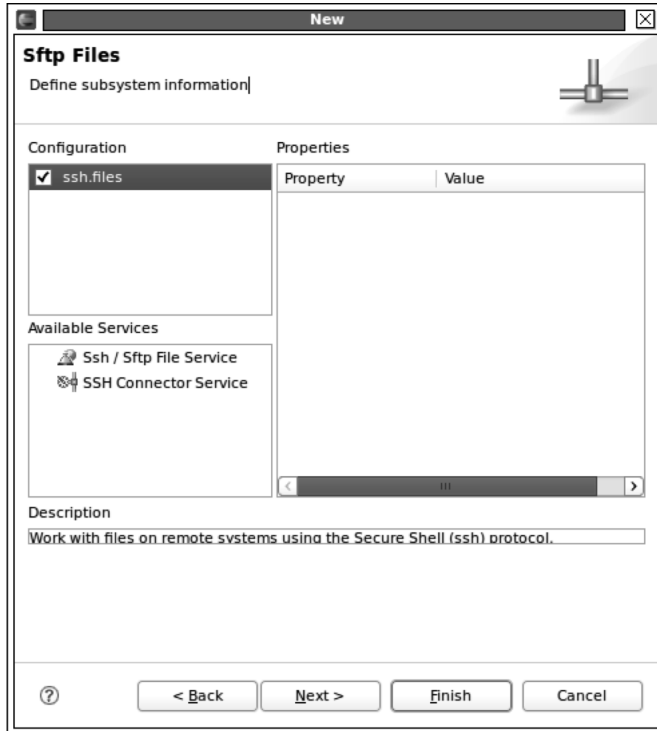 New
Sftp Files
Define subsystem information
Configuration
Properties
ssh.files
Property Value
Available Services
Ssh / Sftp File Service
SSH Connector Service
Description
Work with files on remote systems using the Secure Shell (ssh) protocol.
< Back Next > Finish Cancel